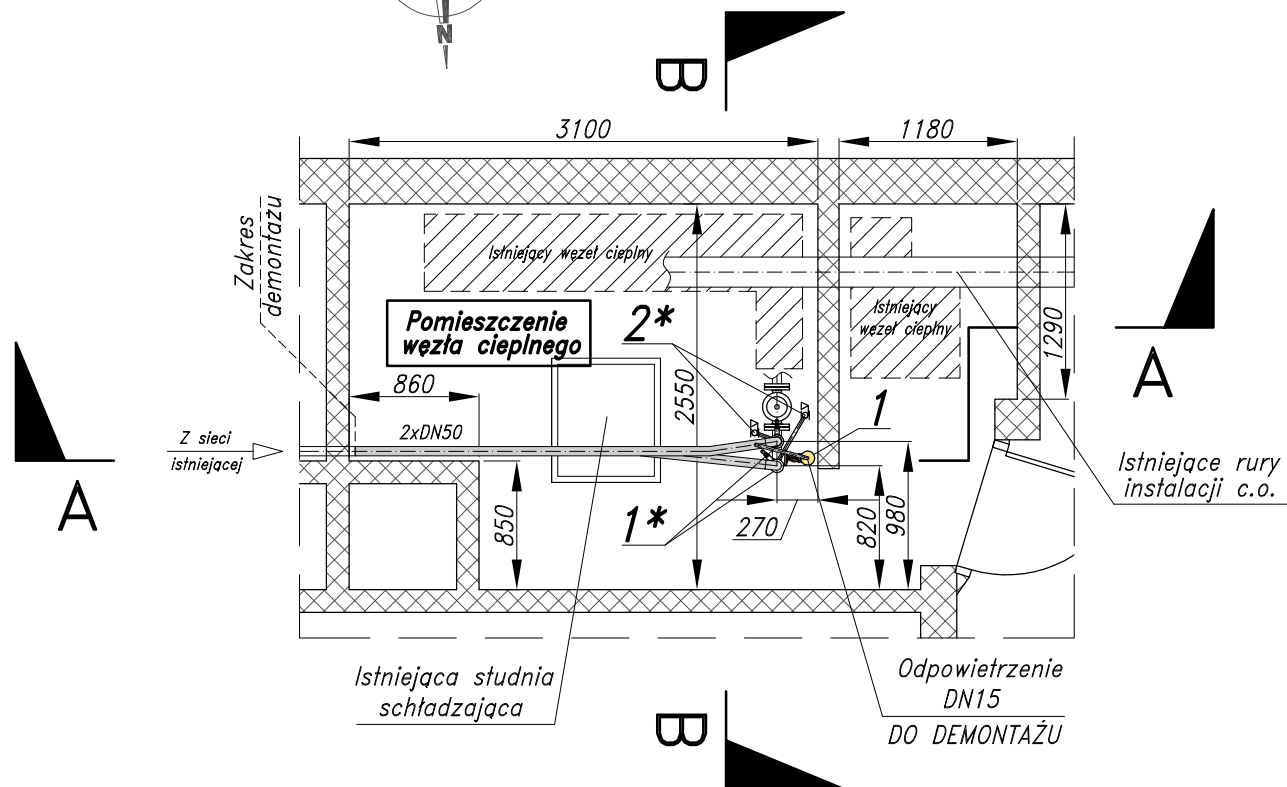 N
B
3100
1180
Zakres
demontażu
Istniejący węzeł cieplny
Pomieszczenie
węzła cieplnego
2*
Istniejący
węzeł cieplny
1290
A
860
2550
1
2xDN50
Z sieci
istniejącej
A
Istniejące rury
instalacji c.o.
850
1*
270
820
980
Istniejąca studnia
schładzająca
Odpowietrzenie
DN15
DO DEMONTAŻU
B